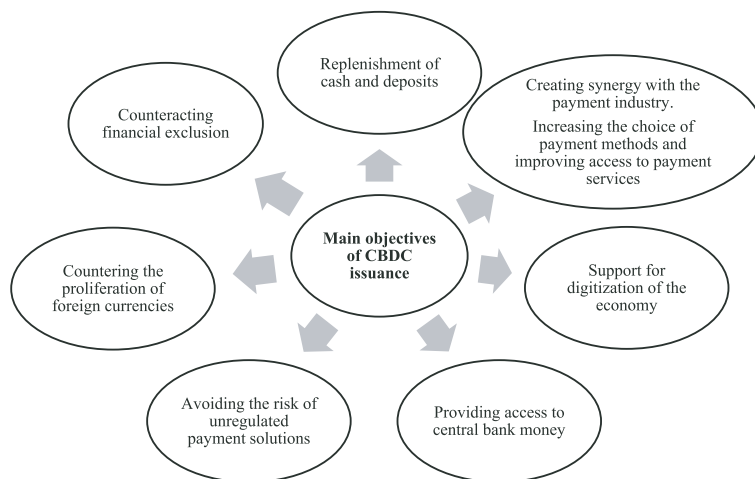 Replenishment of
cash and deposits
Creating synergy with the
payment industry.
Increasing the choice of
payment methods and
improving access to payment
services
Counteracting
financial exclusion
Main objectives
of CBDC
issuance
Countering the
proliferation of
foreign currencies
Support for
digitization of the
economy
Avoiding the risk of
unregulated
payment solutions
Providing access to
central bank money